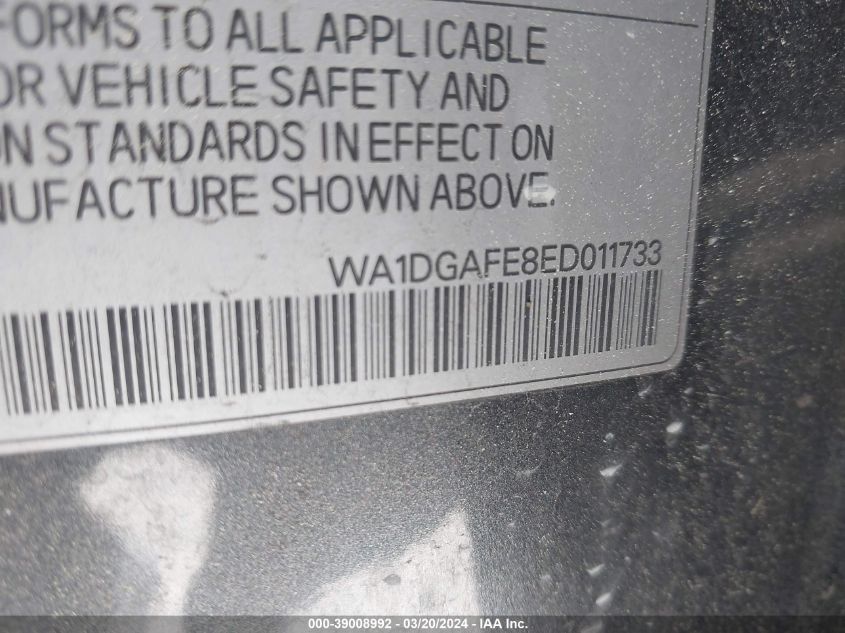 FORMS TO ALL APPLICABLE
OR VEHICLE SAFETY AND
ON STANDARDS IN EFFECT ON
NUFACTURE SHOWN ABOVE.
WA1DGAFE8ED011733
000-39008992 - 03/20/2024 - IAA Inc.